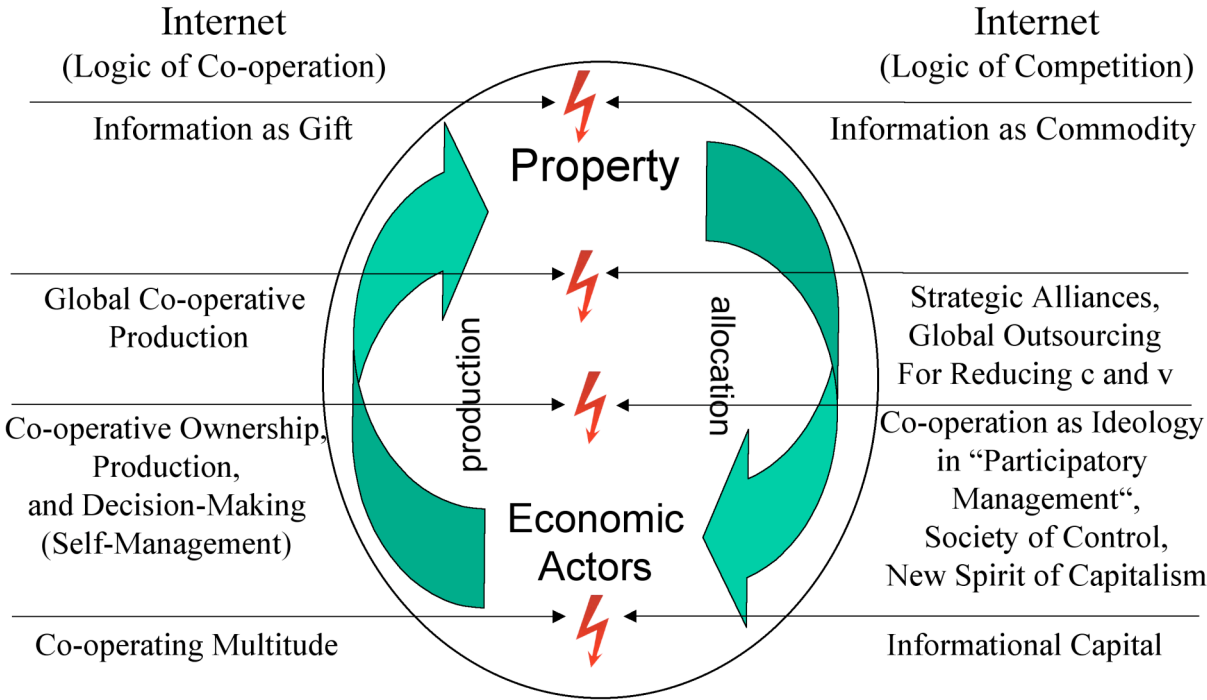 Internet
(Logic of Co-operation)
Information as Gift
Global Co-operative
Production
Co-operative Ownership,
Production,
and Decision-Making
(Self-Management)
Co-operating Multitude
Property
production
allocation
Economic
Actors
Internet
(Logic of Competition)
Information as Commodity
Strategic Alliances,
Global Outsourcing
For Reducing c and v
Co-operation as Ideology
in “Participatory
Management“,
Society of Control,
New Spirit of Capitalism
Informational Capital